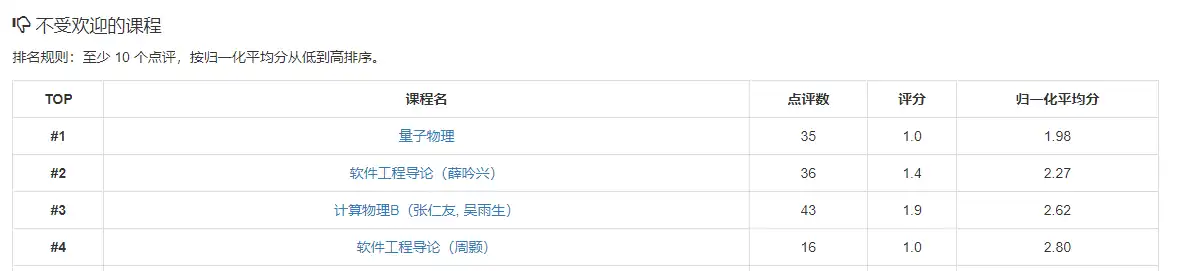 不受欢迎的课程
排名规则：至少 10 个点评，按归一化平均分从低到高排序。
TOP 课程名 点评数 评分 归一化平均分
#1 量子物理 35 1.0 1.98
#2 软件工程导论（薛吟兴） 36 1.4 2.27
#3 计算物理B（张仁友, 吴雨生） 43 1.9 2.62
#4 软件工程导论（周颢） 16 1.0 2.80